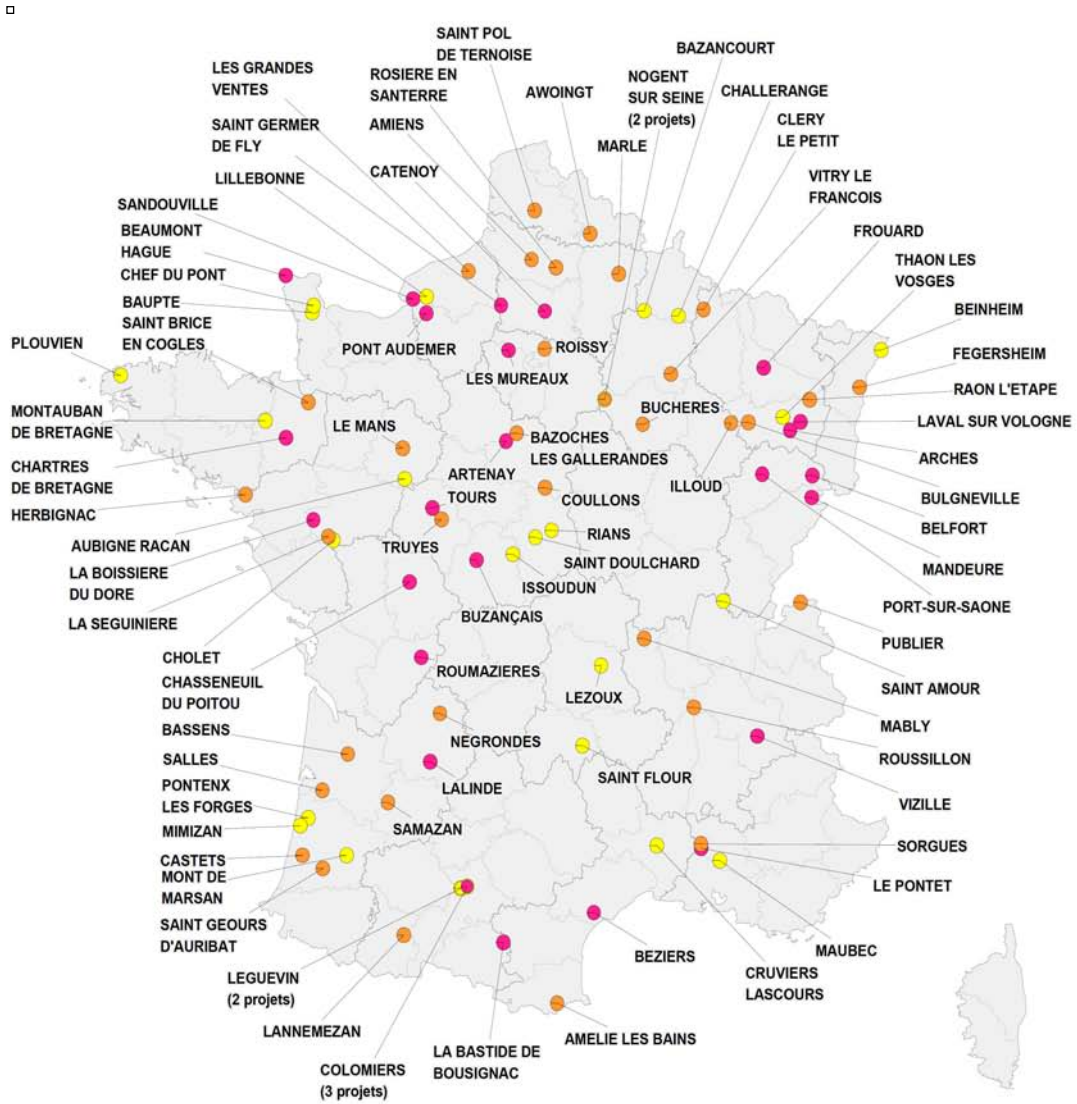 SAINT POL
DE TERNOISE
BAZANCOURT
LES GRANDES
VENTES
ROSIERE EN
SANTERRE
NOGENT
SUR SEINE
(2 projets)
AWOINGT
CHALLERANGE
SAINT GERMER
DE FLY
AMIENS
CLERY
LE PETIT
MARLE
LILLEBONNE
CATENOY
VITRY LE
FRANCOIS
SANDOUVILLE
BEAUMONT
HAGUE
FROUARD
CHEF DU PONT
THAON LES
VOSGES
BAUPTE
SAINT BRICE
EN COGLES
BEINHEIM
PLOUVIEN
PONT AUDEMER
ROISSY
FEGERSHEIM
LES MUREAUX
RAON L'ETAPE
MONTAUBAN
DE BRETAGNE
LE MANS
BUCHERES
LAVAL SUR VOLOGNE
BAZOCHES
LES GALLERANDES
CHARTRES
DE BRETAGNE
ARTENAY
TOURS
ARCHES
ILLOUD
COULLONS
BULGNEVILLE
HERBIGNAC
BELFORT
AUBIGNE RACAN
TRUYES
RIANS
SAINT DOULCHARD
MANDEURE
LA BOISSIERE
DU DORE
ISSOUDUN
PORT-SUR-SAONE
LA SEGUINIERE
BUZANÇAIS
PUBLIER
CHOLET
ROUMAZIERES
CHASSENEUIL
DU POITOU
LEZOUX
SAINT AMOUR
BASSENS
MABLY
NEGRONDES
SALLES
ROUSSILLON
PONTENX
LES FORGES
LALINDE
SAINT FLOUR
VIZILLE
MIMIZAN
SAMAZAN
CASTETS
SORGUES
MONT DE
MARSAN
LE PONTET
SAINT GEOURS
D'AURIBAT
MAUBEC
BEZIERS
LEGUEVIN
(2 projets)
CRUVIERS
LASCOURS
LANNEMEZAN
AMELIE LES BAINS
LA BASTIDE DE
BOUSIGNAC
COLOMIERS
(3 projets)